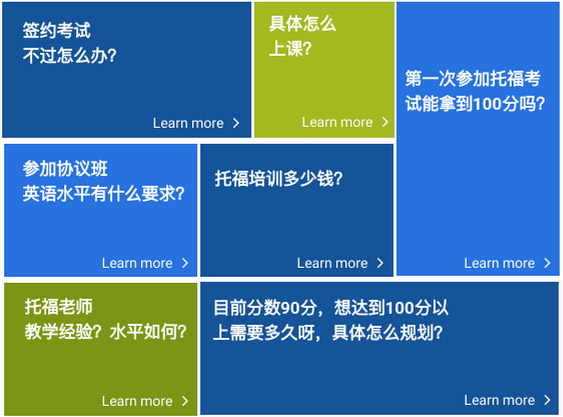 签约考试
不过怎么办?
Learn more
具体怎么
上课?
Learn more
第一次参加托福考
试能拿到100分吗?
Learn more
参加协议班
英语水平有什么要求?
Learn more
托福培训多少钱?
Learn more
托福老师
教学经验？水平如何?
Learn more
目前分数90分，想达到100分以
上需要多久呀，具体怎么规划?
Learn more